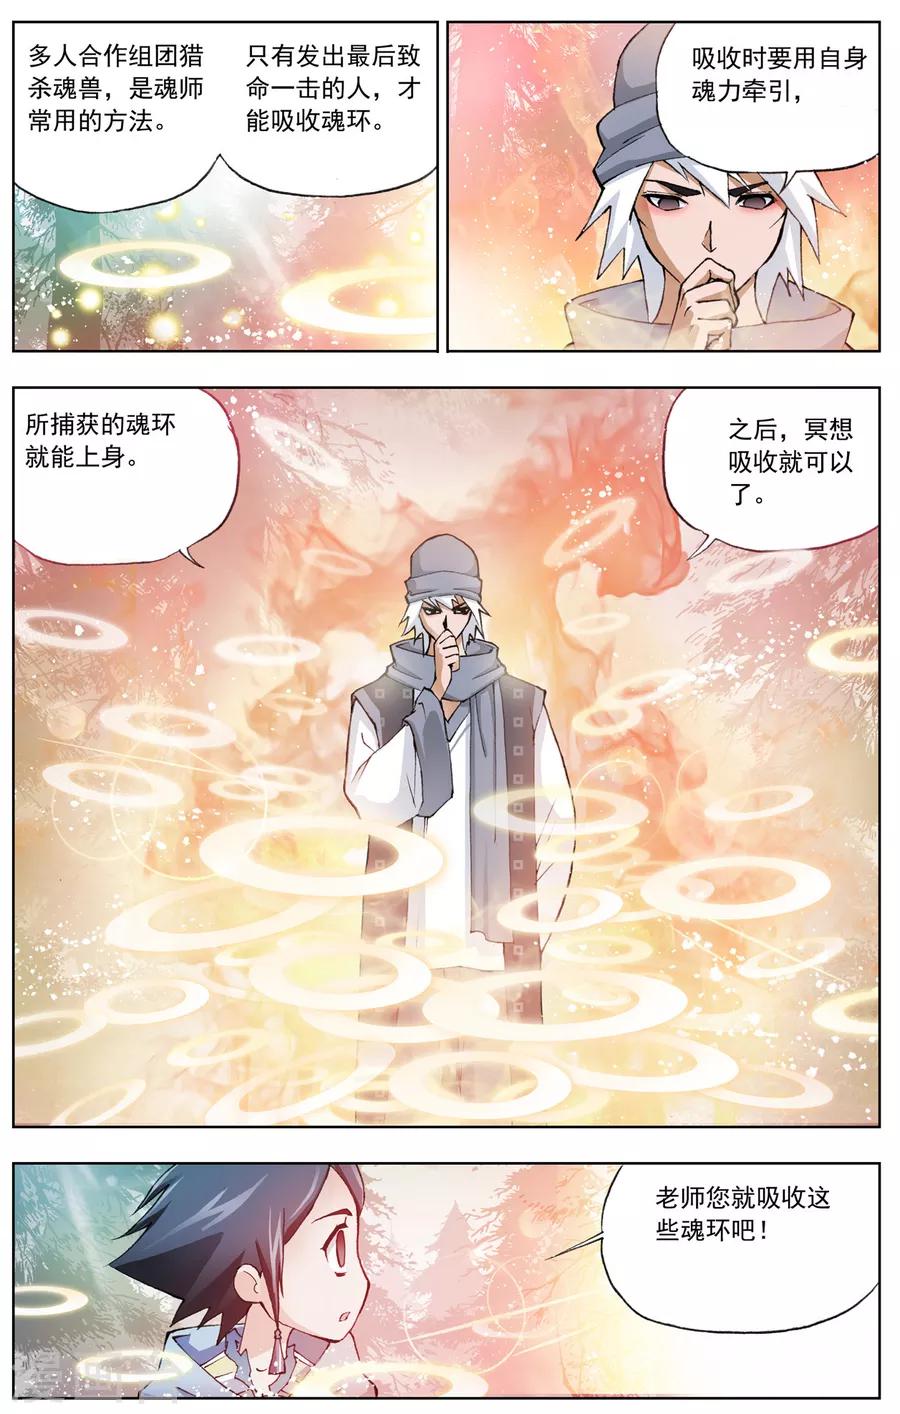 多人合作组团猎
杀魂兽，是魂师
常用的方法。
只有发出最后致
命一击的人，才
能吸收魂环。
吸收时要用自身
魂力牵引，
所捕获的魂环
就能上身。
之后，冥想
吸收就可以
了。
老师您就吸收这
些魂环吧！